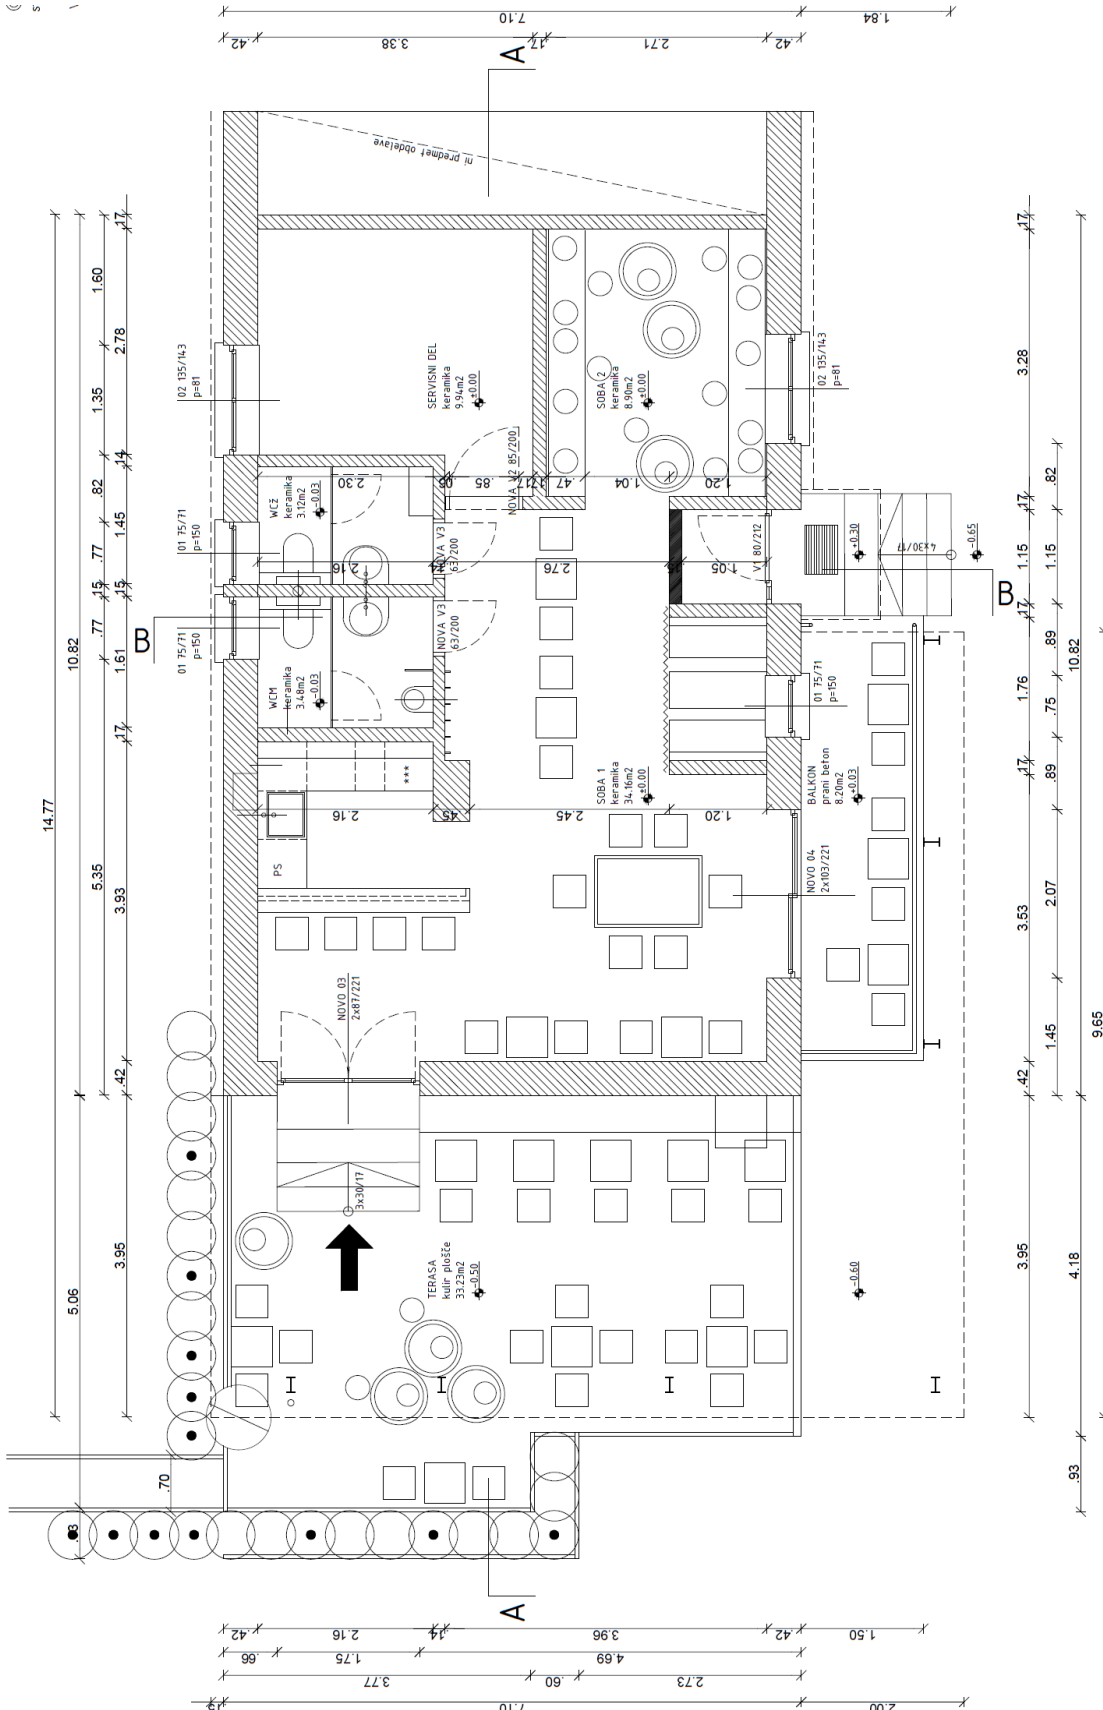 7.10
1.84
.42
3.38
.17
2.71
.42
A
ni predmet obdelave
.17
1.60
2.78
1.35
.14
.82
1.45
.77
.15
.15
.77
1.61
.17
10.82
14.77
5.35
3.93
.42
3.95
5.06
.70
.17
3.28
.82
.17
1.15
1.15
.17
.89
1.76
.75
.17
.89
10.82
3.53
2.07
1.45
.42
9.65
3.95
4.18
.93
02 135/143
p=81
SERVISNI DEL
keramika
9.94m2
±0.00
SOBA 2
keramika
8.90m2
±0.00
02 135/143
p=81
2.30
.05
.85
.17
.17
.47
1.04
1.20
NOVA V2 85/200
WCŽ
keramika
3.12m2
-0.03
01 75/71
p=150
NOVA V3
63/200
2.16
2.76
1.05
V1 80/212
+0.30
4x30/17
-0.65
B
B
01 75/71
p=150
NOVA V3
63/200
WCM
keramika
3.48m2
-0.03
01 75/71
p=150
***
SOBA 1
keramika
34.16m2
±0.00
BALKON
prani beton
8.20m2
+0.03
2.16
.45
2.45
1.20
PS
NOVO 04
2x103/221
NOVO 03
2x87/221
3x30/17
TERASA
kulir plošče
33.23m2
-0.50
-0.60
A
.42
2.16
.14
3.96
.42
1.50
.66
1.75
4.69
3.77
.60
2.73
.15
7.10
2.00